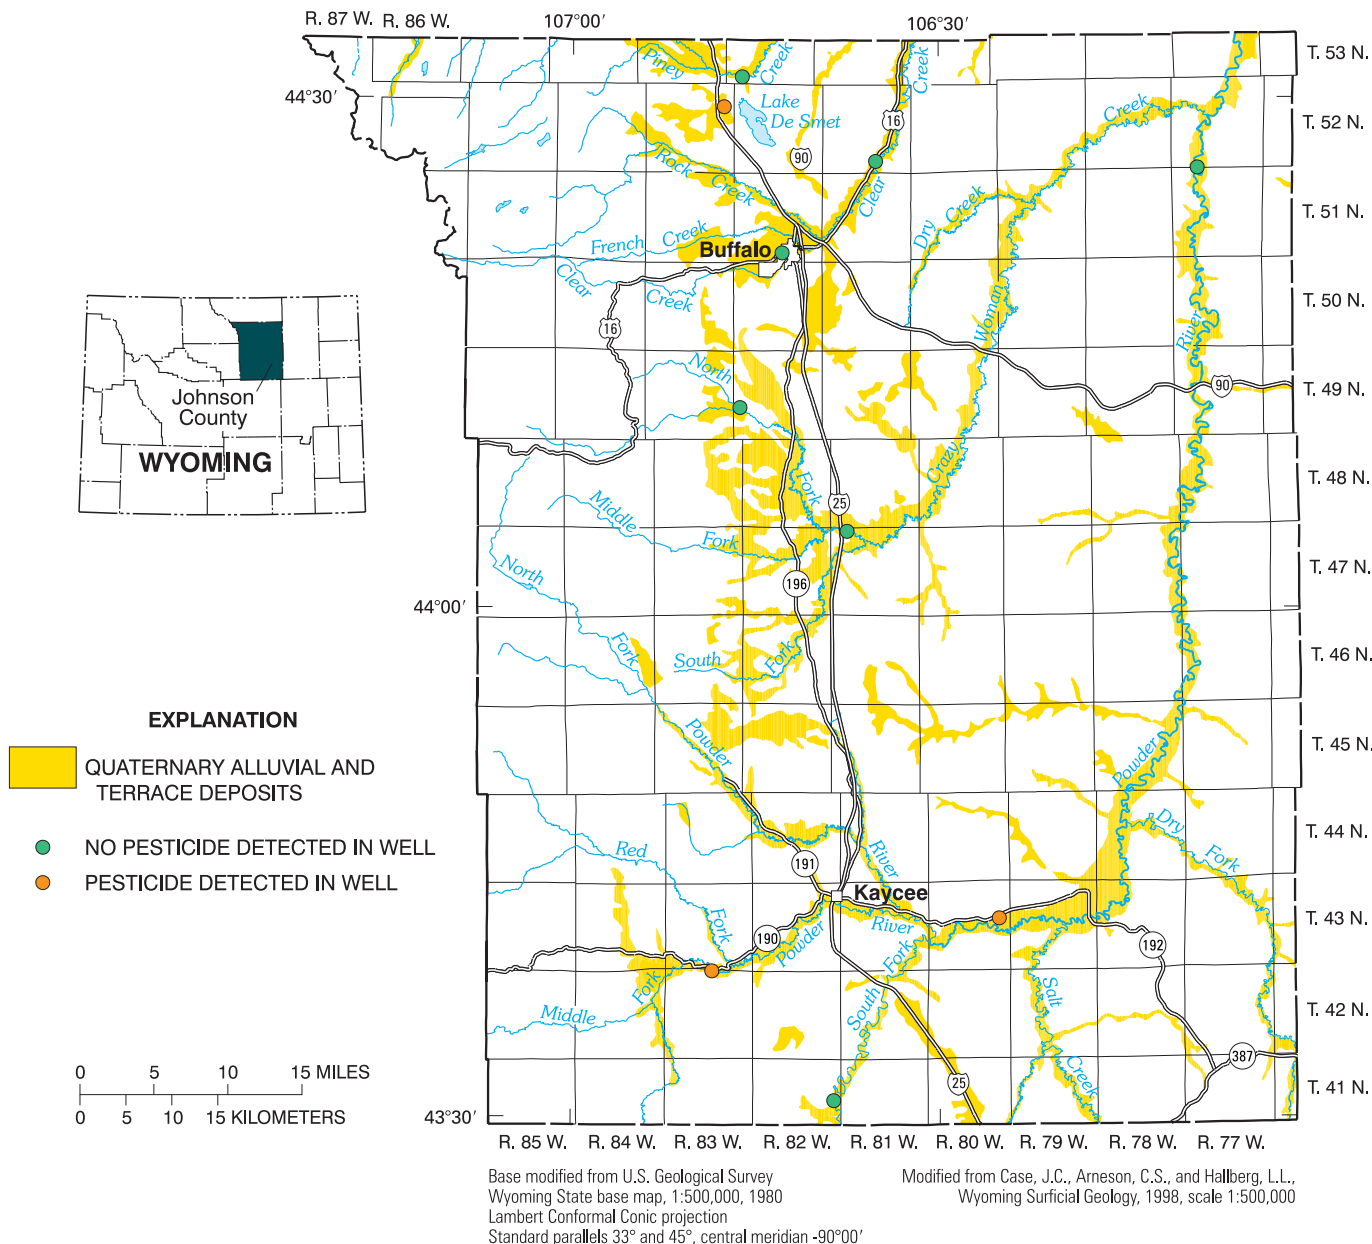 R. 87 W. R. 86 W. 107°00' 106°30'
T. 53 N.
T. 52 N.
T. 51 N.
T. 50 N.
T. 49 N.
T. 48 N.
T. 47 N.
T. 46 N.
T. 45 N.
T. 44 N.
T. 43 N.
T. 42 N.
T. 41 N.
44°30'
44°00'
43°30'
Piney
Creek
Creek
Lake
De Smet
16
90
Creek
Rock
Creek
Clear
Dry
Creek
French Creek
Buffalo
Clear
Creek
16
Woman
River
North
90
Crazy
Fork
25
Middle
Fork
North
196
Fork
South
Fork
Powder
Powder
Dry
Fork
Red
191
River
Kaycee
Fork
190
Powder
River
192
Fork
Fork
South
Salt
Middle
Creek
387
25
Johnson
County
WYOMING
EXPLANATION
QUATERNARY ALLUVIAL AND
TERRACE DEPOSITS
NO PESTICIDE DETECTED IN WELL
PESTICIDE DETECTED IN WELL
0 5 10 15 MILES
0 5 10 15 KILOMETERS
R. 85 W. R. 84 W. R. 83 W. R. 82 W. R. 81 W. R. 80 W. R. 79 W. R. 78 W. R. 77 W.
Base modified from U.S. Geological Survey
Wyoming State base map, 1:500,000, 1980
Lambert Conformal Conic projection
Standard parallels 33° and 45°, central meridian -90°00'
Modified from Case, J.C., Arneson, C.S., and Hallberg, L.L.,
Wyoming Surficial Geology, 1998, scale 1:500,000